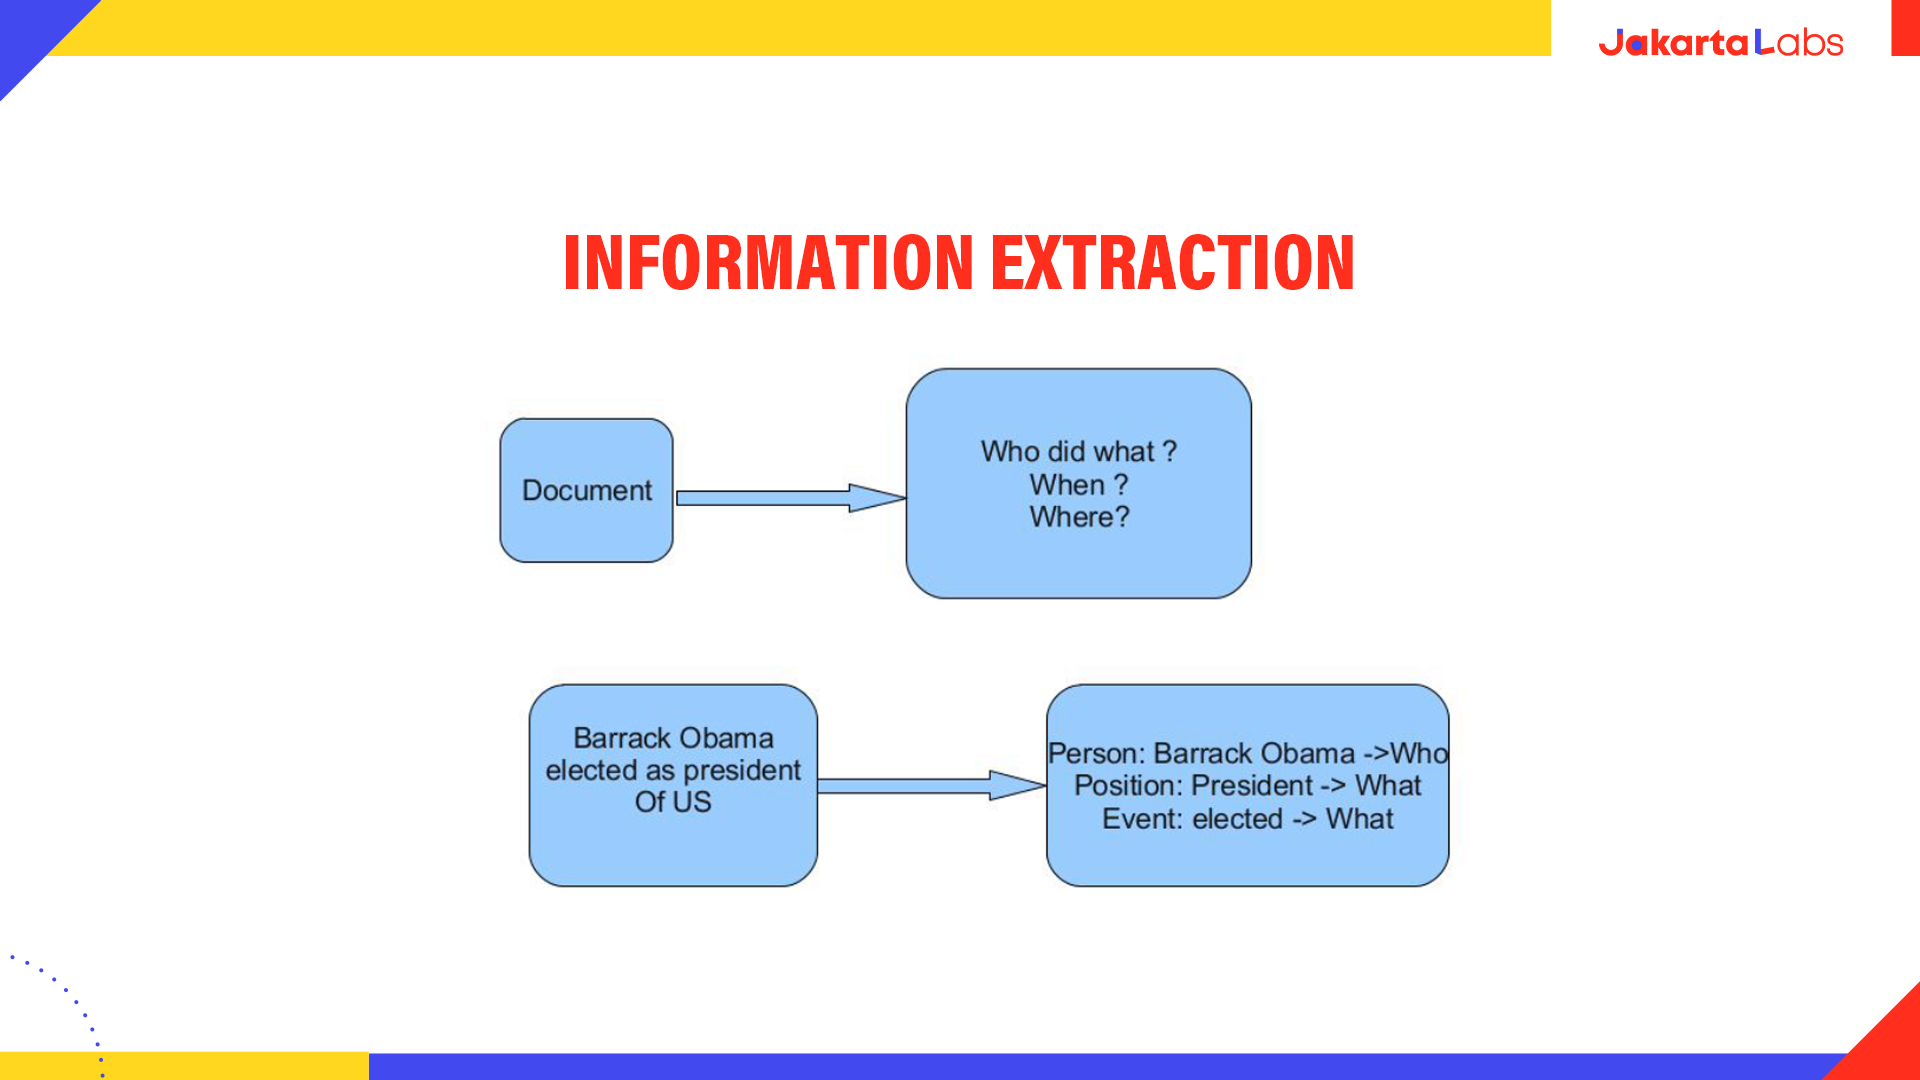 JakartaLabs
INFORMATION EXTRACTION
Document
Who did what ?
When ?
Where?
Barrack Obama
elected as president
Of US
Person: Barrack Obama ->Who
Position: President -> What
Event: elected -> What